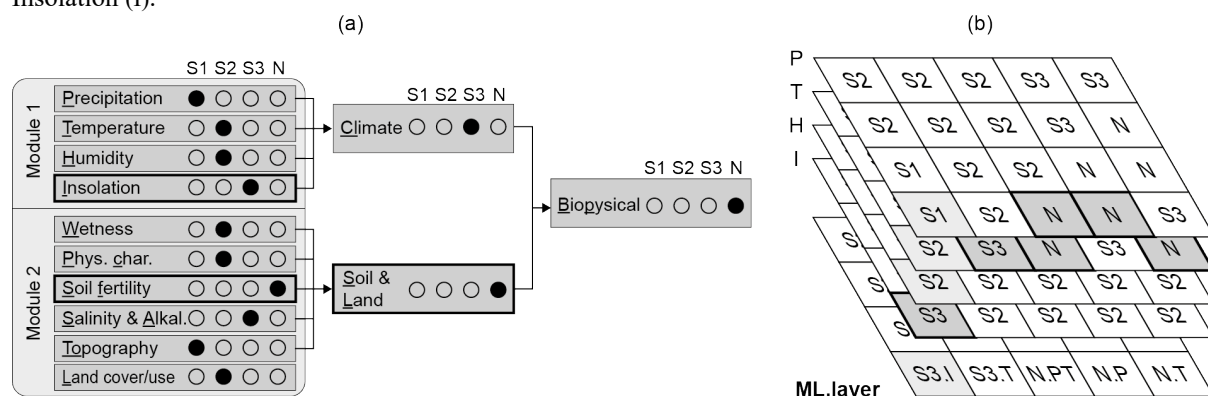 Insolation (I).
(a)
(b)
S1 S2 S3 N
Module 1
Precipitation
Temperature
Humidity
Insolation
Module 2
Wetness
Phys. char.
Soil fertility
Salinity & Alkal.
Topography
Land cover/use
S1 S2 S3 N
Climate
Soil &
Land
S1 S2 S3 N
Biopysical
P
T
H
I
S2 S2 S2 S3 S3
S2 S2 S2 S3 N
S1 S2 S2 N N
S1 S2 N N S3
S2 S3 N S3 N
S2 S2 S2 S2 S2
S3 S2 S2 S2 S2
S3.I S3.T N.PT N.P N.T
ML.layer